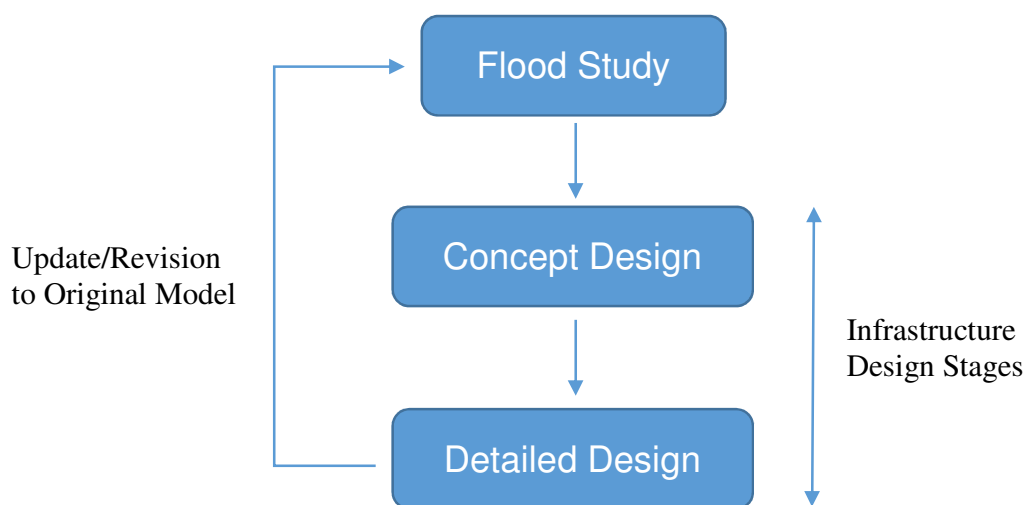 Flood Study
Concept Design
Update/Revision
to Original Model
Infrastructure
Design Stages
Detailed Design